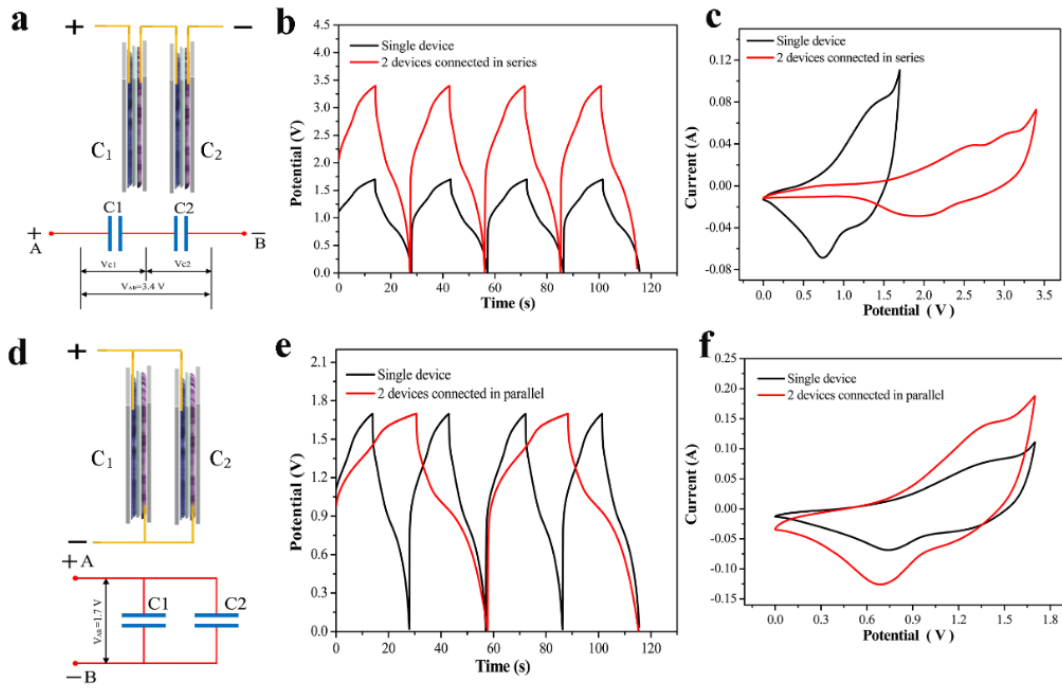 a
+
−
C1
C2
C1
C2
+
A
−
B
VC1
VC2
VAB=3.4 V
b
Single device
2 devices connected in series
Potential (V)
4.5
4.0
3.5
3.0
2.5
2.0
1.5
1.0
0.5
0.0
0 20 40 60 80 100 120
Time (s)
c
Single device
2 devices connected in series
Current (A)
0.12
0.08
0.04
0.00
-0.04
-0.08
0.0 0.5 1.0 1.5 2.0 2.5 3.0 3.5
Potential ( V )
d
+
C1
C2
−
+ A
C1
C2
VAB=1.7 V
− B
e
Single device
2 devices connected in parallel
Potential (V)
2.1
1.8
1.5
1.2
0.9
0.6
0.3
0.0
0 20 40 60 80 100 120
Time (s)
f
Single device
2 devices connected in parallel
Current (A)
0.25
0.20
0.15
0.10
0.05
0.00
-0.05
-0.10
-0.15
0.0 0.3 0.6 0.9 1.2 1.5 1.8
Potential ( V )